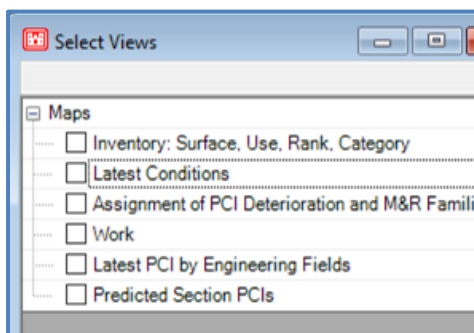 Select Views
Maps
Inventory: Surface, Use, Rank, Category
Latest Conditions
Assignment of PCI Deterioration and M&R
Work
Latest PCI by Engineering Fields
Predicted Section PCIs